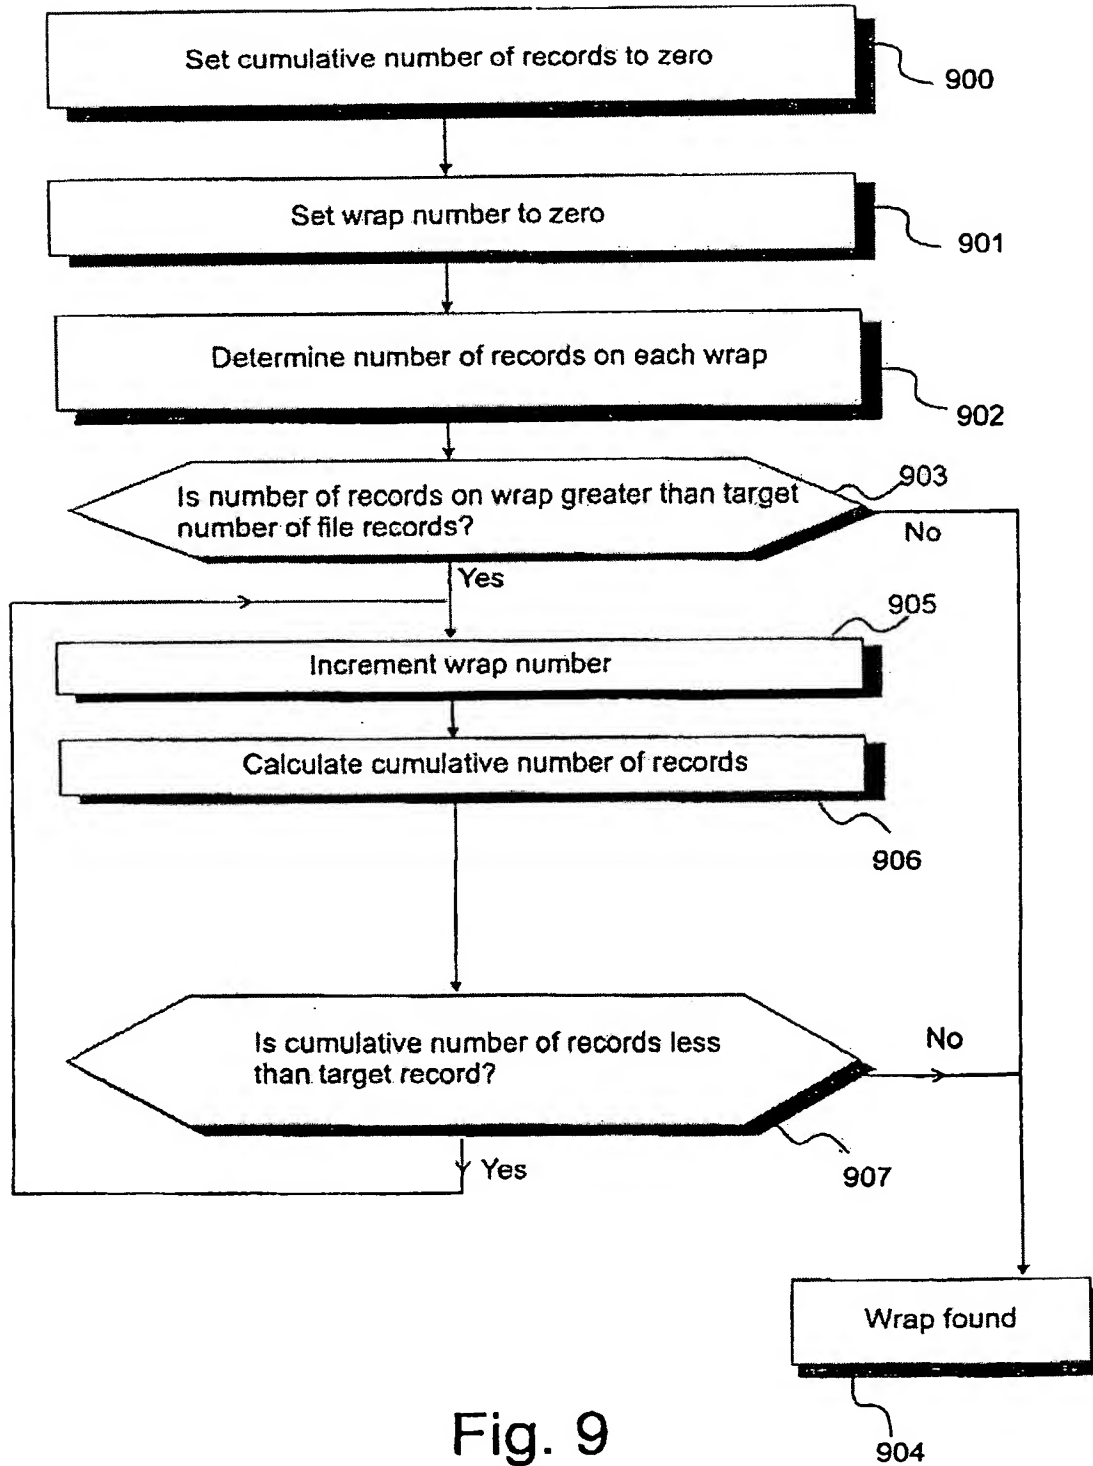 Set cumulative number of records to zero
900
Set wrap number to zero
901
Determine number of records on each wrap
902
Is number of records on wrap greater than target
number of file records?
903
No
Yes
905
Increment wrap number
Calculate cumulative number of records
906
Is cumulative number of records less
than target record?
No
Yes
907
Wrap found
904
Fig. 9